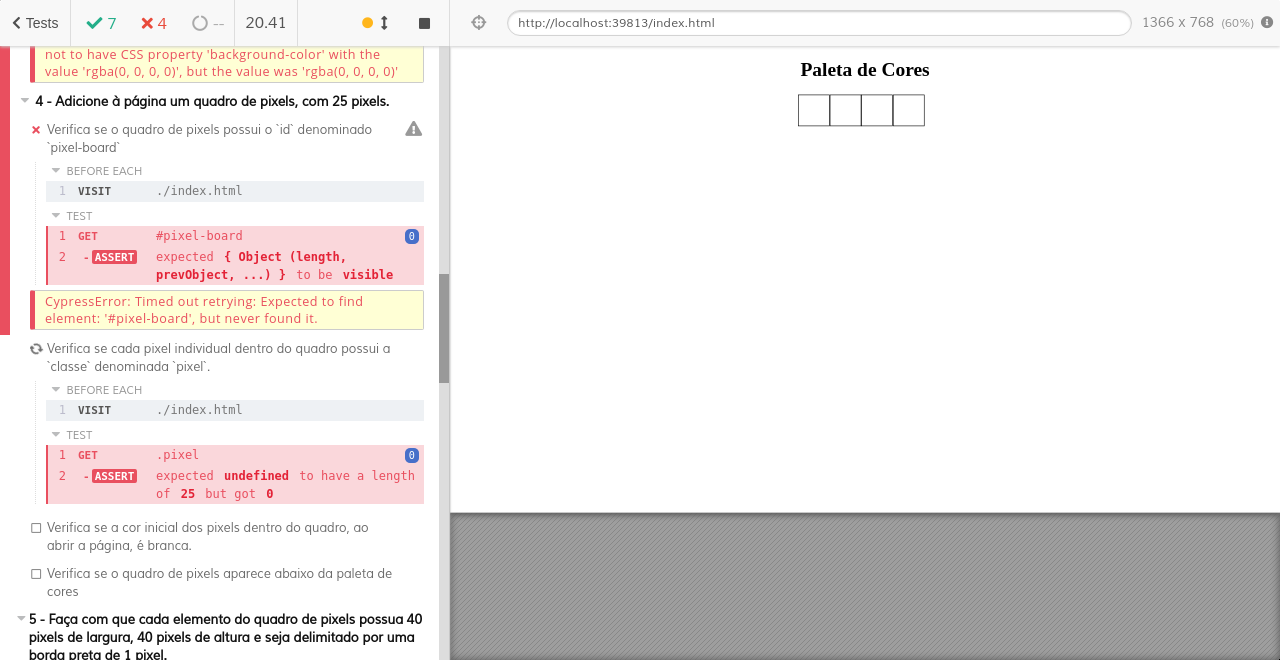 Tests 7 4 -- 20.41 http://localhost:39813/index.html 1366 x 768 (60%)
not to have CSS property 'background-color' with the
value 'rgba(0, 0, 0, 0)', but the value was 'rgba(0, 0, 0, 0)'
4 - Adicione à página um quadro de pixels, com 25 pixels.
Verifica se o quadro de pixels possui o `id` denominado
`pixel-board`
BEFORE EACH
1 VISIT ./index.html
TEST
1 GET #pixel-board 0
2 -ASSERT expected { Object (length,
prevObject, ...) } to be visible
CypressError: Timed out retrying: Expected to find
element: '#pixel-board', but never found it.
Verifica se cada pixel individual dentro do quadro possui a
`classe` denominada `pixel`.
BEFORE EACH
1 VISIT ./index.html
TEST
1 GET .pixel 0
2 -ASSERT expected undefined to have a length
of 25 but got 0
Verifica se a cor inicial dos pixels dentro do quadro, ao
abrir a página, é branca.
Verifica se o quadro de pixels aparece abaixo da paleta de
cores
5 - Faça com que cada elemento do quadro de pixels possua 40
pixels de largura, 40 pixels de altura e seja delimitado por uma
borda preta de 1 pixel.
Paleta de Cores